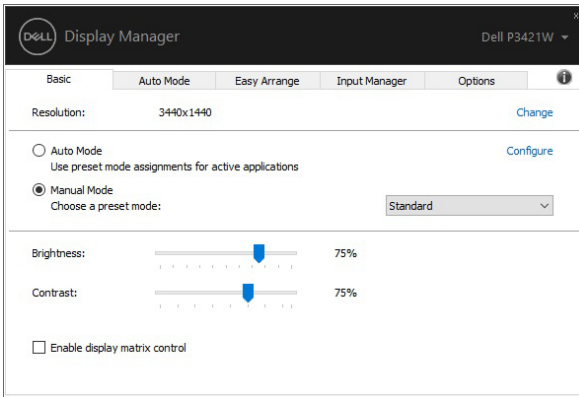 DELL Display Manager Dell P3421W
Basic Auto Mode Easy Arrange Input Manager Options
Resolution: 3440x1440 Change
Auto Mode Configure
Use preset mode assignments for active applications
Manual Mode
Choose a preset mode: Standard
Brightness: 75%
Contrast: 75%
Enable display matrix control